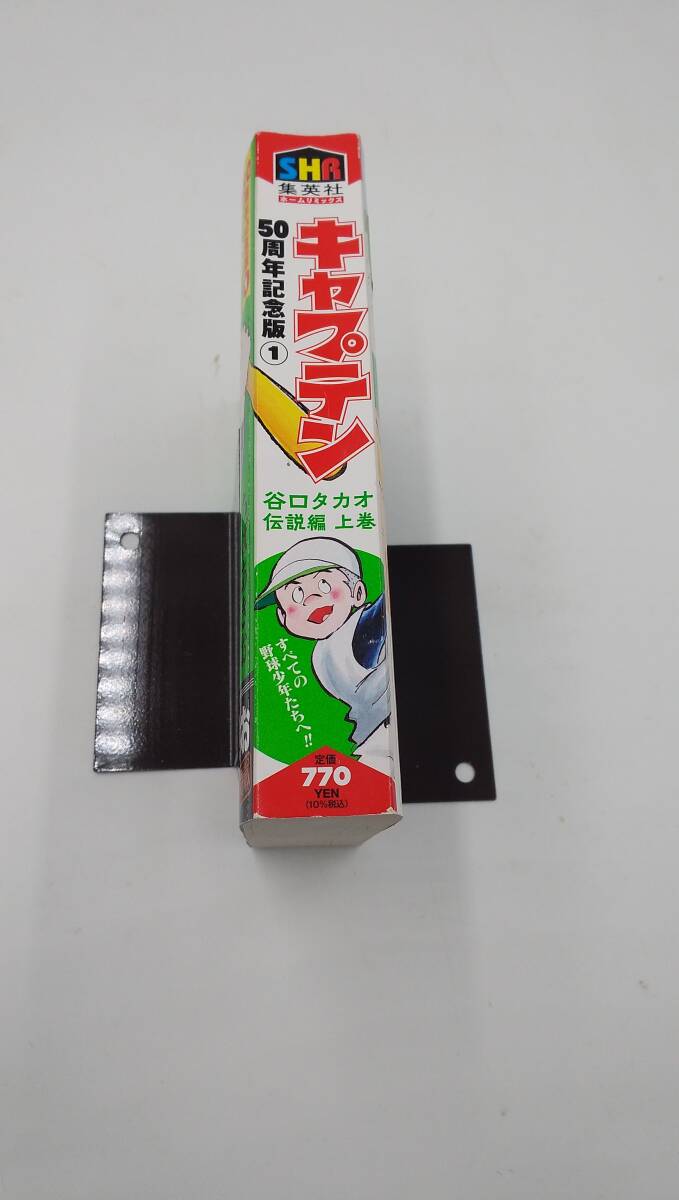 SHR
集英社
ホームリミックス
キャプテン
50周年記念版①
谷口タカオ
伝説編 上巻
すべての
野球少年たちへ!!
定価
770
YEN
(10%税込)